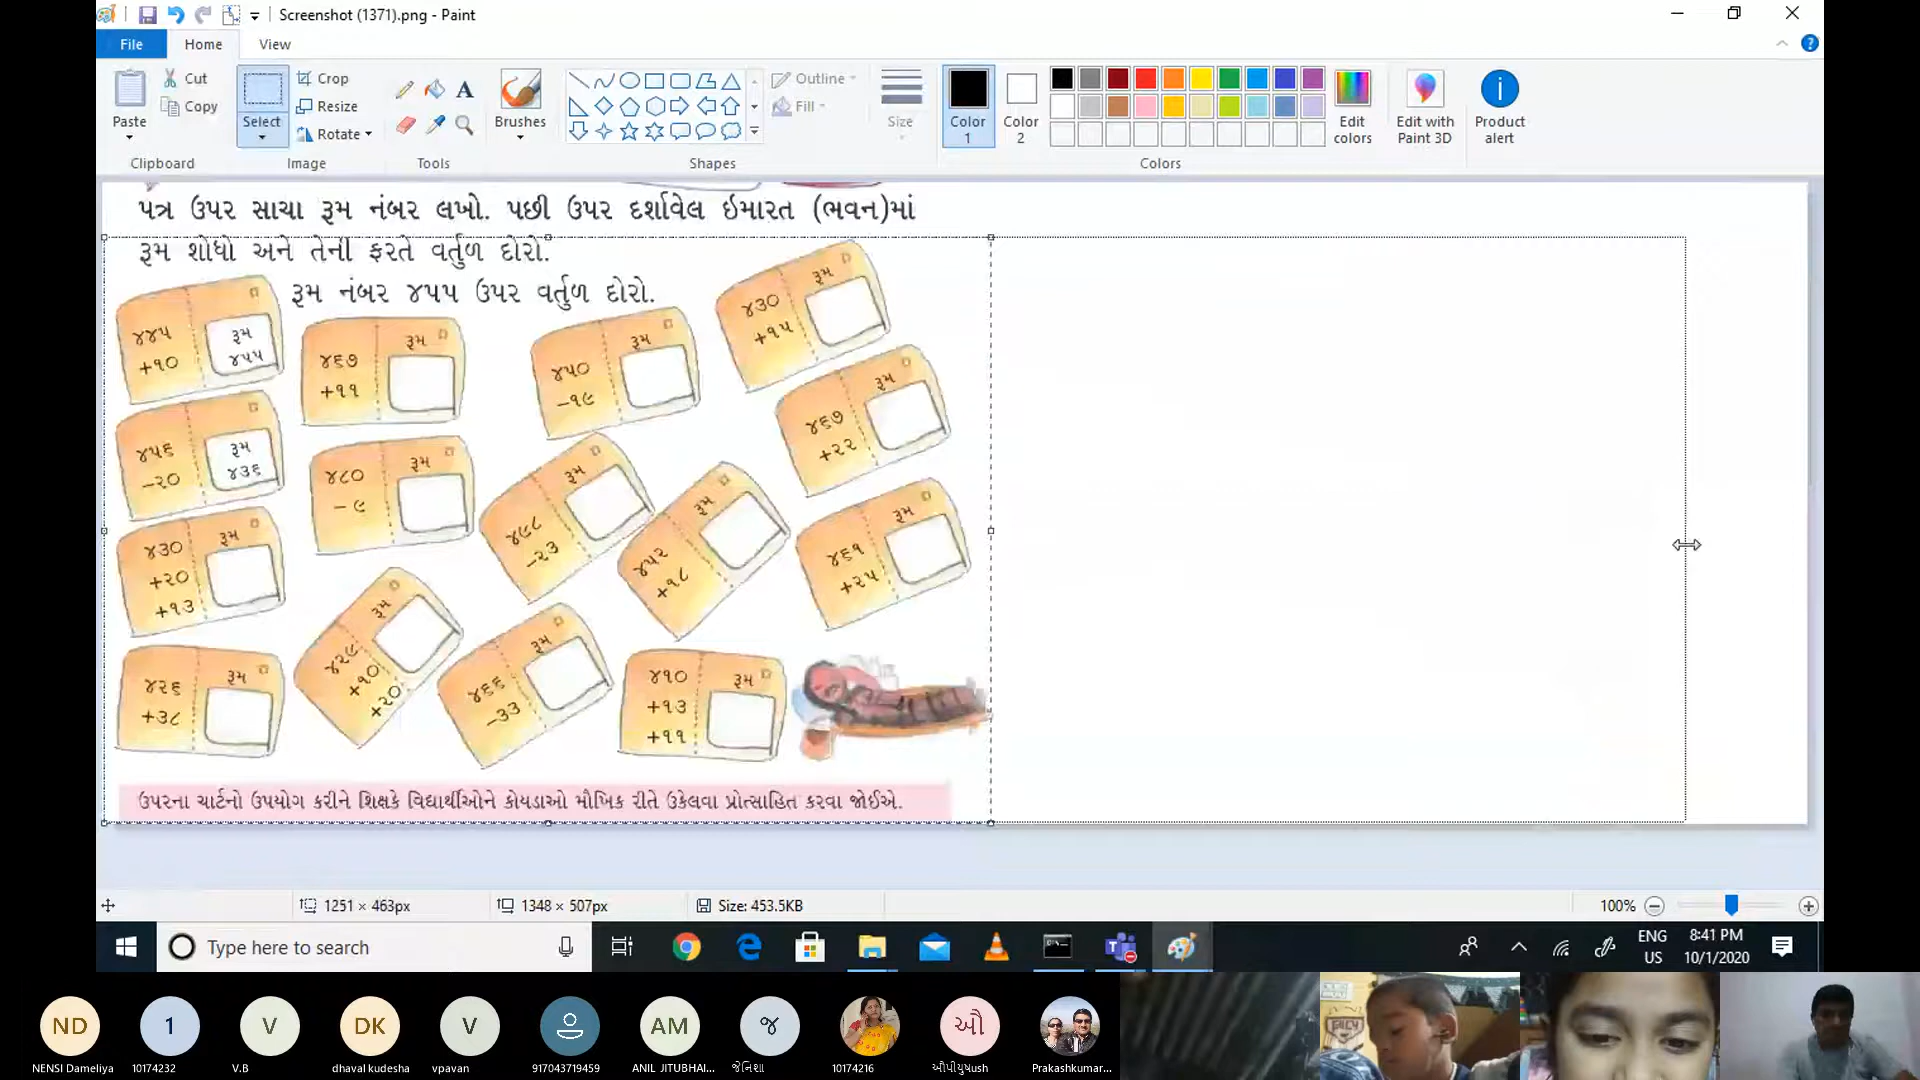 Screenshot (1371).png - Paint
File Home View
Paste
Cut
Copy
Clipboard
Select
Crop
Resize
Rotate
Image
A
Tools
Brushes
Shapes
Outline
Fill
Size
Color 1
Color 2
Edit colors
Colors
Edit with Paint 3D
Product alert
પત્ર ઉપર સાચા રૂમ નંબર લખો. પછી ઉપર દર્શાવેલ ઇમારત (ભવન)માં
રૂમ શોધો અને તેની ફરતે વર્તુળ દોરો.
રૂમ નંબર ૪૫૫ ઉપર વર્તુળ દોરો.
૪૪૫
+૧૦
રૂમ
૪૫૫
૪૬૭
+૧૧
રૂમ
૪૫૦
-૧૯
રૂમ
૪૩૦
+૧૫
રૂમ
૪૫૬
-૨૦
રૂમ
૪૩૬
૪૮૦
- ૯
રૂમ
૪૯૮
-૨૩
રૂમ
૪૫૨
+૧૮
રૂમ
૪૬૭
+૨૨
રૂમ
૪૩૦
+૨૦
+૧૩
રૂમ
૪૬૧
+૨૫
રૂમ
૪૨૬
+૩૮
રૂમ
૪૨૯
+૧૦
+૨૦
રૂમ
૪૬૬
-૩૩
રૂમ
૪૧૦
+૧૩
+૧૧
રૂમ
ઉપરના ચાર્ટનો ઉપયોગ કરીને શિક્ષકે વિદ્યાર્થીઓને કોયડાઓ મૌખિક રીતે ઉકેલવા પ્રોત્સાહિત કરવા જોઈએ.
1251 × 463px 1348 × 507px Size: 453.5KB 100%
Type here to search
ENG
US
8:41 PM
10/1/2020
ND 1 V DK V AM જ ઔ
NENSI Dameliya 10174232 V.B dhaval kudesha vpavan 917043719459 ANIL JITUBHAI... જેનિશા 10174216 ઔપીયુષush Prakashkumar...